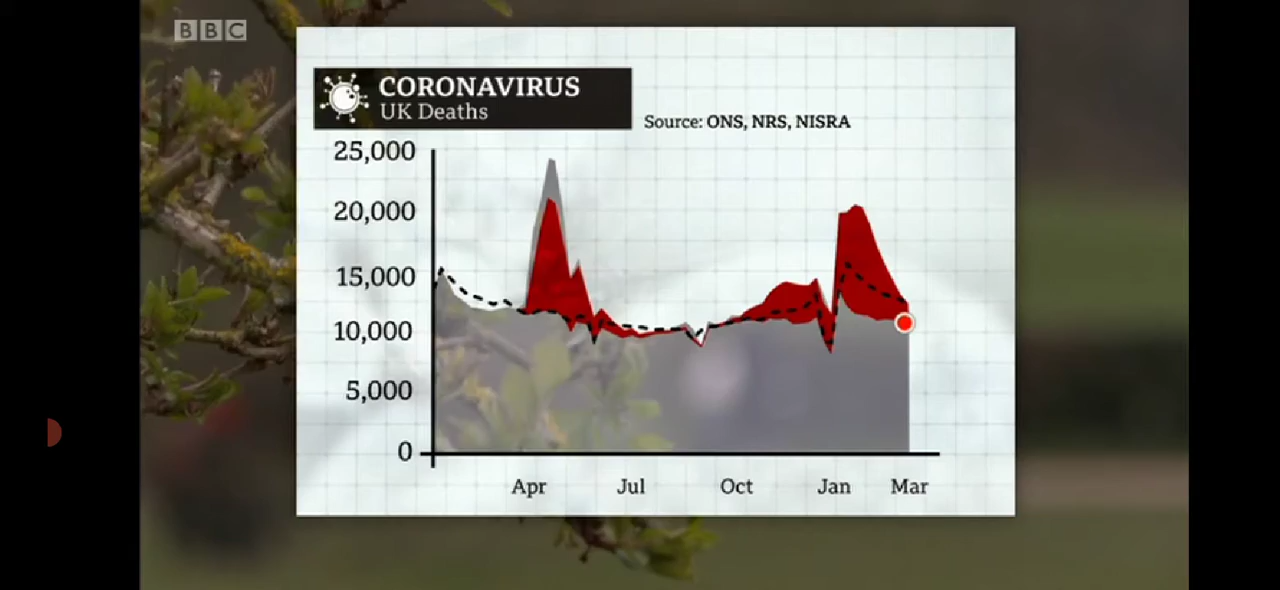 BBC
CORONAVIRUS
UK Deaths
Source: ONS, NRS, NISRA
25,000
20,000
15,000
10,000
5,000
0
Apr Jul Oct Jan Mar